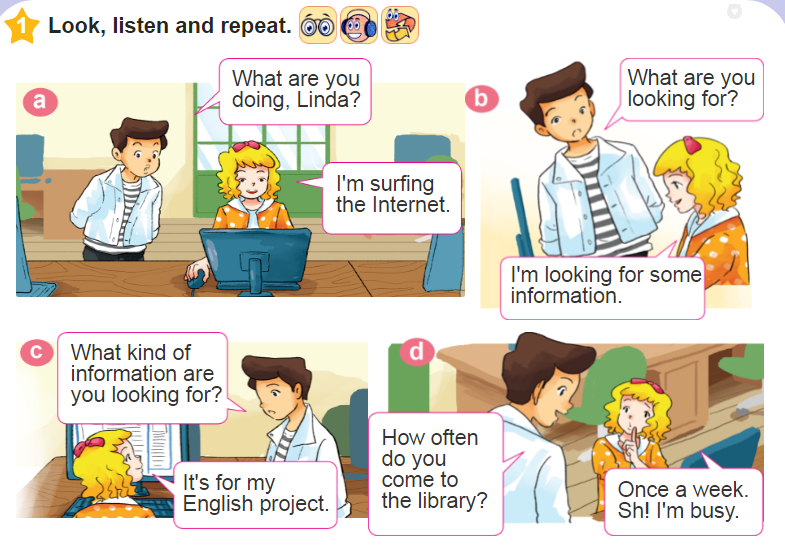 1 Look, listen and repeat.
a
What are you
doing, Linda?
I'm surfing
the Internet.
b
What are you
looking for?
I'm looking for some
information.
c
What kind of
information are
you looking for?
It's for my
English project.
d
How often
do you
come to
the library?
Once a week.
Sh! I'm busy.